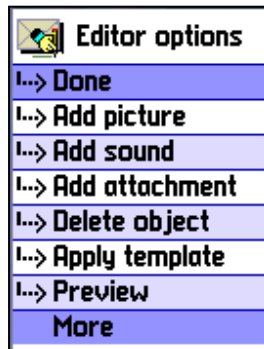 Editor options
Done
Add picture
Add sound
Add attachment
Delete object
Apply template
Preview
More